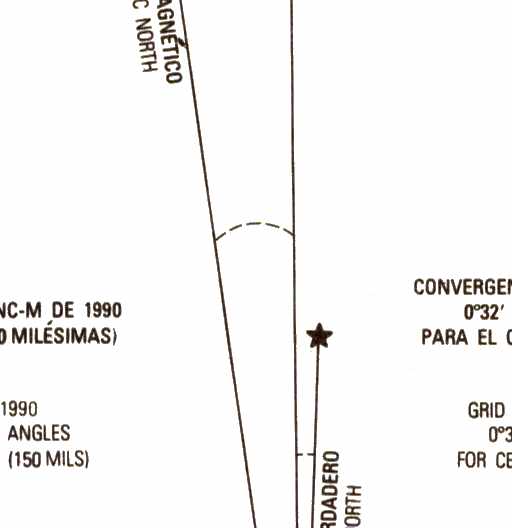 AGNÉTICO
C NORTH
NC-M DE 1990
0 MILÉSIMAS)
1990
ANGLES
(150 MILS)
CONVERGEN
0°32'
PARA EL C
GRID
0°3
FOR CE
RDADERO
ORTH